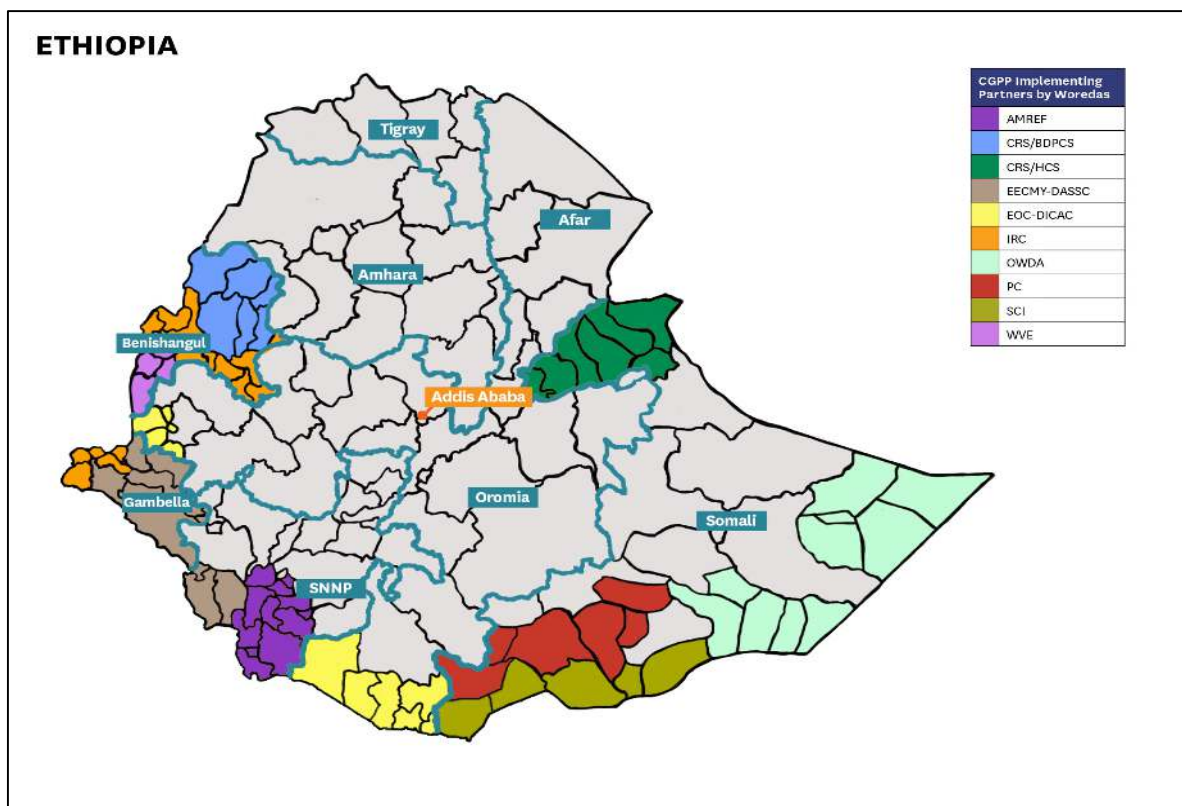 ETHIOPIA
CGPP Implementing
Partners by Woredas
AMREF
CRS/BDPCS
CRS/HCS
EECMY-DASSC
EOC-DICAC
IRC
OWDA
PC
SCI
WVE
Tigray
Afar
Amhara
Benishangul
Addis Ababa
Gambella
Oromia
Somali
SNNP